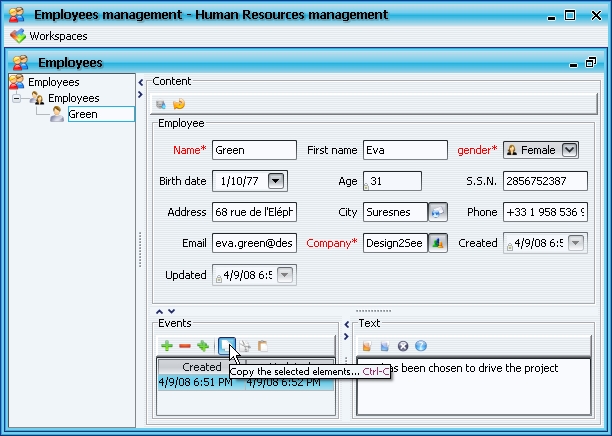 Employees management - Human Resources management
Workspaces
Employees
Employees
Employees
Green
Content
Employee
Name* Green First name Eva gender* Female
Birth date 1/10/77 Age 31 S.S.N. 2856752387
Address 68 rue de l'Eléph City Suresnes Phone +33 1 958 536 9
Email eva.green@des Company* Design2See Created 4/9/08 6:5
Updated 4/9/08 6:5
Events
Created
4/9/08 6:51 PM 4/9/08 6:52 PM
Copy the selected elements... Ctrl-C
Text
has been chosen to drive the project